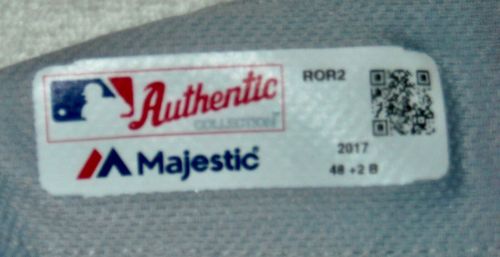 Authentic
COLLECTION
Majestic
ROR2
2017
48 +2 B